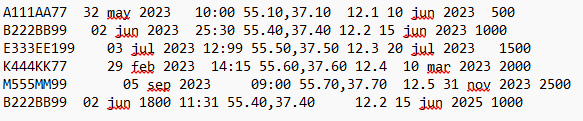 A111AA77  32 may 2023   10:00 55.10,37.10  12.1 10 jun 2023  500
B222BB99   02 jun 2023  25:30 55.40,37.40 12.2 15 jun 2023 1000
E333EE199    03 jul 2023 12:99 55.50,37.50 12.3 20 jul 2023   1500
K444KK77     29 feb 2023  14:15 55.60,37.60 12.4  10 mar 2023 2000
M555MM99       05 sep 2023     09:00 55.70,37.70  12.5 31 nov 2023 2500
B222BB99  02 jun 1800 11:31 55.40,37.40     12.2 15 jun 2025 1000